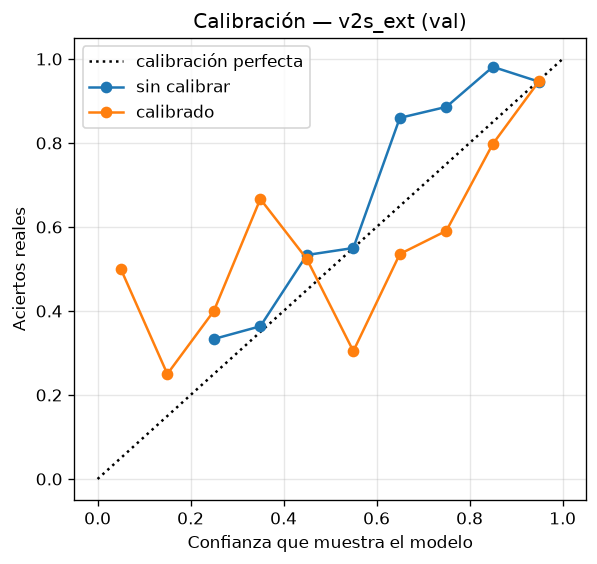 Calibración — v2s_ext (val)
calibración perfecta
sin calibrar
calibrado
Aciertos reales
1.0
0.8
0.6
0.4
0.2
0.0
0.0 0.2 0.4 0.6 0.8 1.0
Confianza que muestra el modelo